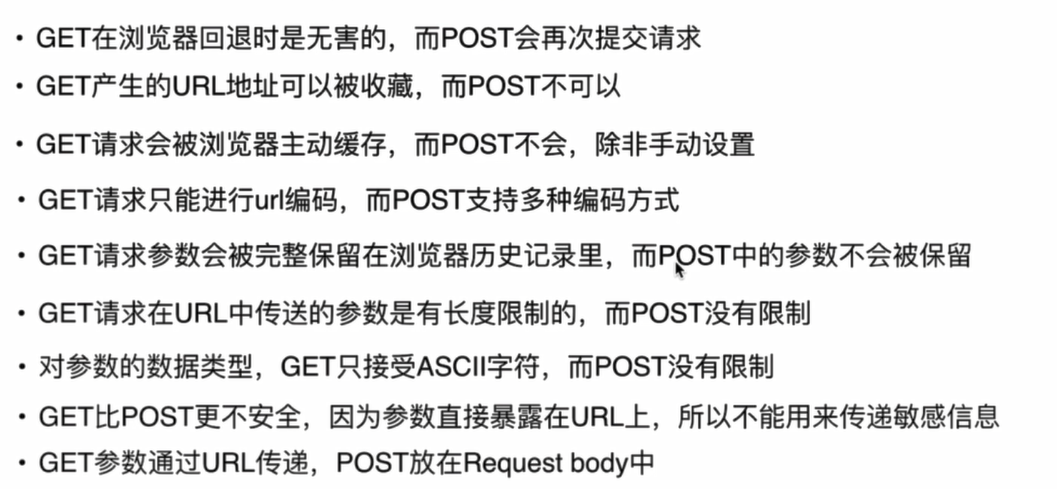 • GET在浏览器回退时是无害的，而POST会再次提交请求
• GET产生的URL地址可以被收藏，而POST不可以
• GET请求会被浏览器主动缓存，而POST不会，除非手动设置
• GET请求只能进行url编码，而POST支持多种编码方式
• GET请求参数会被完整保留在浏览器历史记录里，而POST中的参数不会被保留
• GET请求在URL中传送的参数是有长度限制的，而POST没有限制
• 对参数的数据类型，GET只接受ASCII字符，而POST没有限制
• GET比POST更不安全，因为参数直接暴露在URL上，所以不能用来传递敏感信息
• GET参数通过URL传递，POST放在Request body中